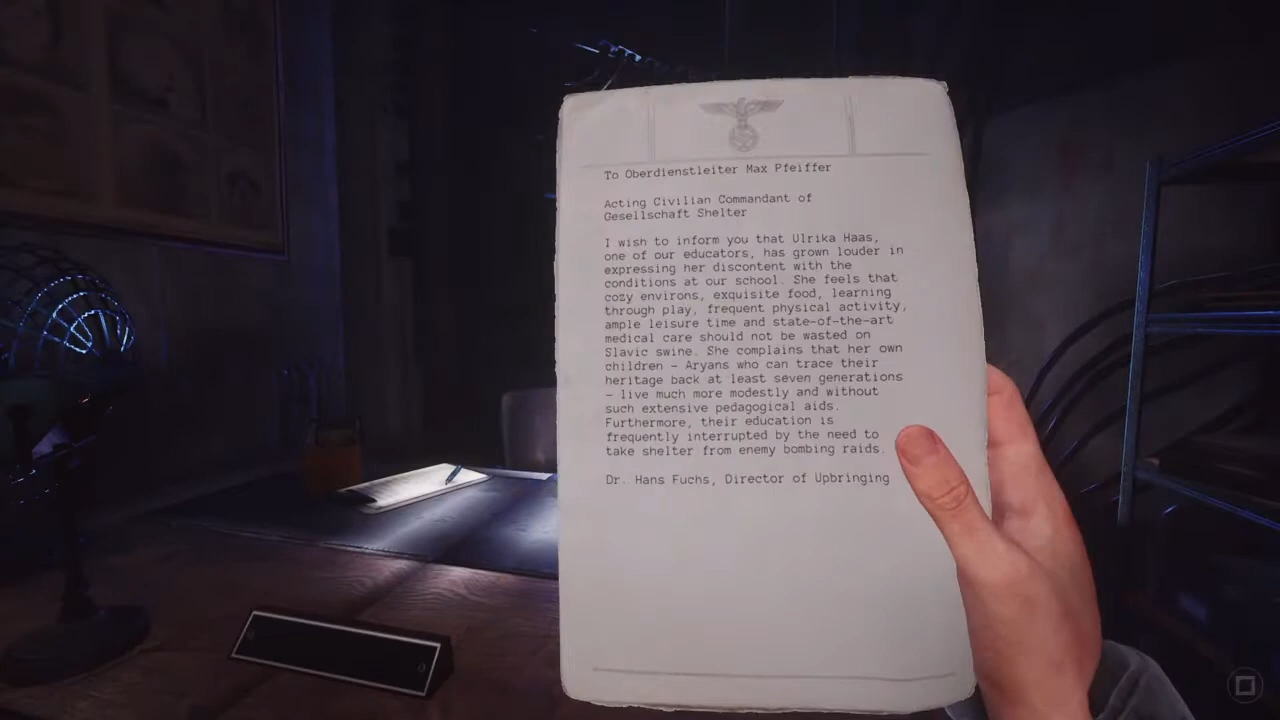 To Oberdienstleiter Max Pfeiffer
Acting Civilian Commandant of
Gesellschaft Shelter
I wish to inform you that Ulrika Haas,
one of our educators, has grown louder in
expressing her discontent with the
conditions at our school. She feels that
cozy environs, exquisite food, learning
through play, frequent physical activity,
ample leisure time and state-of-the-art
medical care should not be wasted on
Slavic swine. She complains that her own
children - Aryans who can trace their
heritage back at least seven generations
- live much more modestly and without
such extensive pedagogical aids.
Furthermore, their education is
frequently interrupted by the need to
take shelter from enemy bombing raids.
Dr. Hans Fuchs, Director of Upbringing